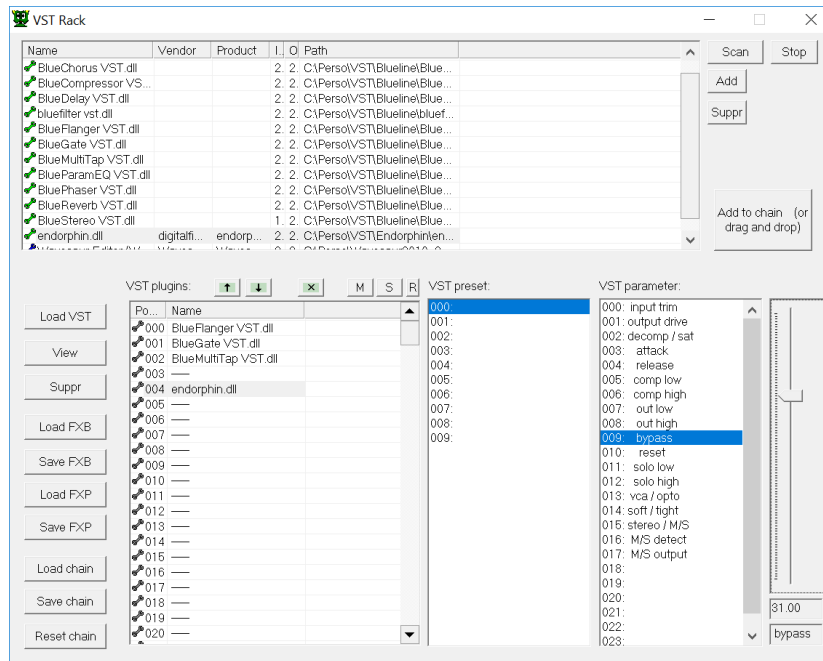 VST Rack
Name Vendor Product I.. O Path
BlueChorus VST.dll 2. 2. C:\Perso\VST\Blueline\Blue...
BlueCompressor VS... 2. 2. C:\Perso\VST\Blueline\Blue...
BlueDelay VST.dll 2. 2. C:\Perso\VST\Blueline\Blue...
bluefilter vst.dll 2. 2. C:\Perso\VST\Blueline\bluef...
BlueFlanger VST.dll 2. 2. C:\Perso\VST\Blueline\Blue...
BlueGate VST.dll 2. 2. C:\Perso\VST\Blueline\Blue...
BlueMultiTap VST.dll 2. 2. C:\Perso\VST\Blueline\Blue...
BlueParamEQ VST.dll 2. 2. C:\Perso\VST\Blueline\Blue...
BluePhaser VST.dll 2. 2. C:\Perso\VST\Blueline\Blue...
BlueReverb VST.dll 2. 2. C:\Perso\VST\Blueline\Blue...
BlueStereo VST.dll 1. 2. C:\Perso\VST\Blueline\Blue...
endorphin.dll digitalfi... endorp... 2. 2. C:\Perso\VST\Endorphin\en...
Scan Stop
Add
Suppr
Add to chain (or
drag and drop)
Load VST
View
Suppr
Load FXB
Save FXB
Load FXP
Save FXP
Load chain
Save chain
Reset chain
VST plugins: M S R
Po... Name
000 BlueFlanger VST.dll
001 BlueGate VST.dll
002 BlueMultiTap VST.dll
003 ----
004 endorphin.dll
005 ----
006 ----
007 ----
008 ----
009 ----
010 ----
011 ----
012 ----
013 ----
014 ----
015 ----
016 ----
017 ----
018 ----
019 ----
020 ----
VST preset:
000:
001:
002:
003:
004:
005:
006:
007:
008:
009:
VST parameter:
000: input trim
001: output drive
002: decomp / sat
003: attack
004: release
005: comp low
006: comp high
007: out low
008: out high
009: bypass
010: reset
011: solo low
012: solo high
013: vca / opto
014: soft / tight
015: stereo / M/S
016: M/S detect
017: M/S output
018:
019:
020:
021:
022:
023:
31.00
bypass